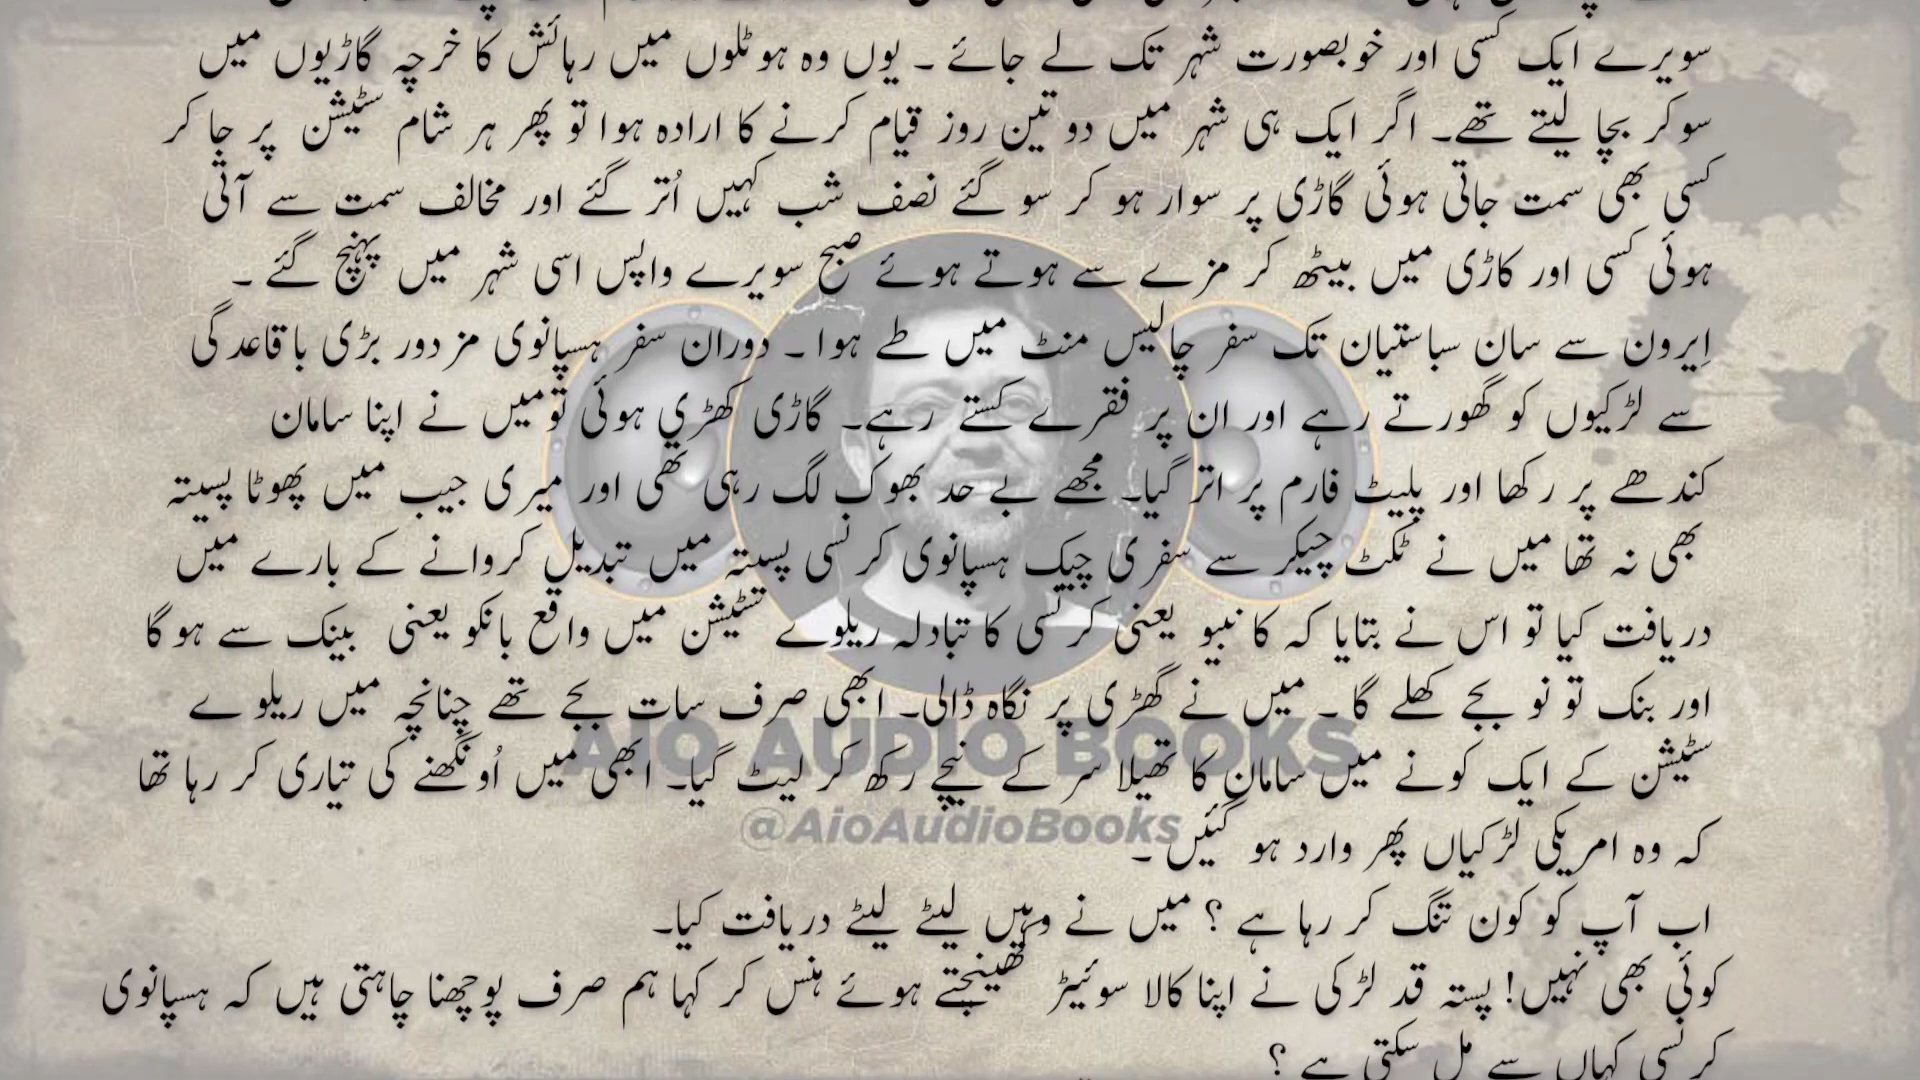 سویرے ایک کسی اور خوبصورت شہر تک لے جائے ۔ یوں وہ ہوٹلوں میں رہائش کا خرچہ گاڑیوں میں
سو کر بچا لیتے تھے۔ اگر ایک ہی شہر میں دو تین روز قیام کرنے کا ارادہ ہوا تو پھر ہر شام سٹیشن پر جا کر
کسی بھی سمت جاتی ہوئی گاڑی پر سوار ہو کر سو گئے نصف شب کہیں اُتر گئے اور مخالف سمت سے آتی
ہوئی کسی اور کاڑی میں بیٹھ کر مزے سے ہوتے ہوئے صبح سویرے واپس اسی شہر میں پہنچ گئے ۔
اِیرون سے سان سباستیان تک سفر چالیس منٹ میں طے ہوا۔ دوران سفر ہسپانوی مزدور بڑی باقاعدگی
سے لڑکیوں کو گھورتے رہے اور ان پر فقرے کستے رہے۔ گاڑی کھڑی ہوئی تو میں نے اپنا سامان
کندھے پر رکھا اور پلیٹ فارم پر اتر گیا۔ مجھے بے حد بھوک لگ رہی تھی اور میری جیب میں پھوٹا پسیتہ
بھی نہ تھا میں نے ٹکٹ چیکر سے سفری چیک ہسپانوی کرنسی پسیتہ میں تبدیل کروانے کے بارے میں
دریافت کیا تو اس نے بتایا کہ کانبیو یعنی کرنسی کا تبادلہ ریلوے سٹیشن میں واقع بانکو یعنی بینک سے ہو گا
اور بنک تو نو بجے کھلے گا ۔ میں نے گھڑی پر نگاہ ڈالی۔ ابھی صرف سات بجے تھے چنانچہ میں ریلوے
سٹیشن کے ایک کونے میں سامان کا تھیلا سر کے نیچے رکھ کر لیٹ گیا۔ ابھی میں اُونگھنے کی تیاری کر رہا تھا
کہ وہ امریکی لڑکیاں پھر وارد ہو گئیں ۔
اب آپ کو کون تنگ کر رہا ہے ؟ میں نے وہیں لیٹے لیٹے دریافت کیا۔
کوئی بھی نہیں! پستہ قد لڑکی نے اپنا کالا سوئیڑ کھینچتے ہوئے ہنس کر کہا ہم صرف پوچھنا چاہتی ہیں کہ ہسپانوی
کرنسی کہاں سے مل سکتی ہے ؟
AIO AUDIO BOOKS
@AioAudioBooks